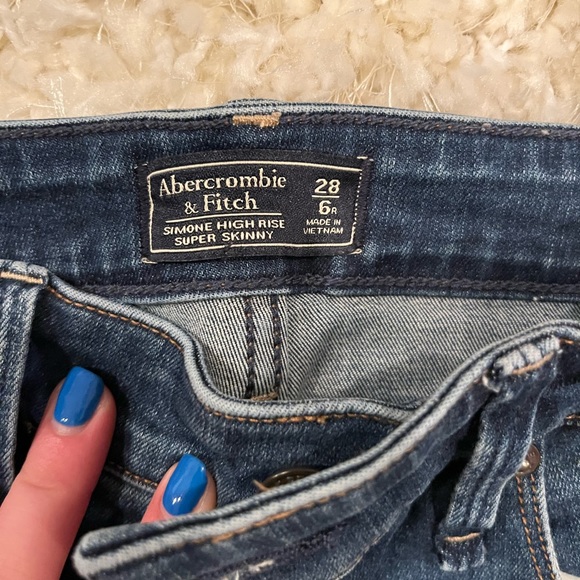 Abercrombie
& Fitch
SIMONE HIGH RISE
SUPER SKINNY
28
6R
MADE IN
VIETNAM